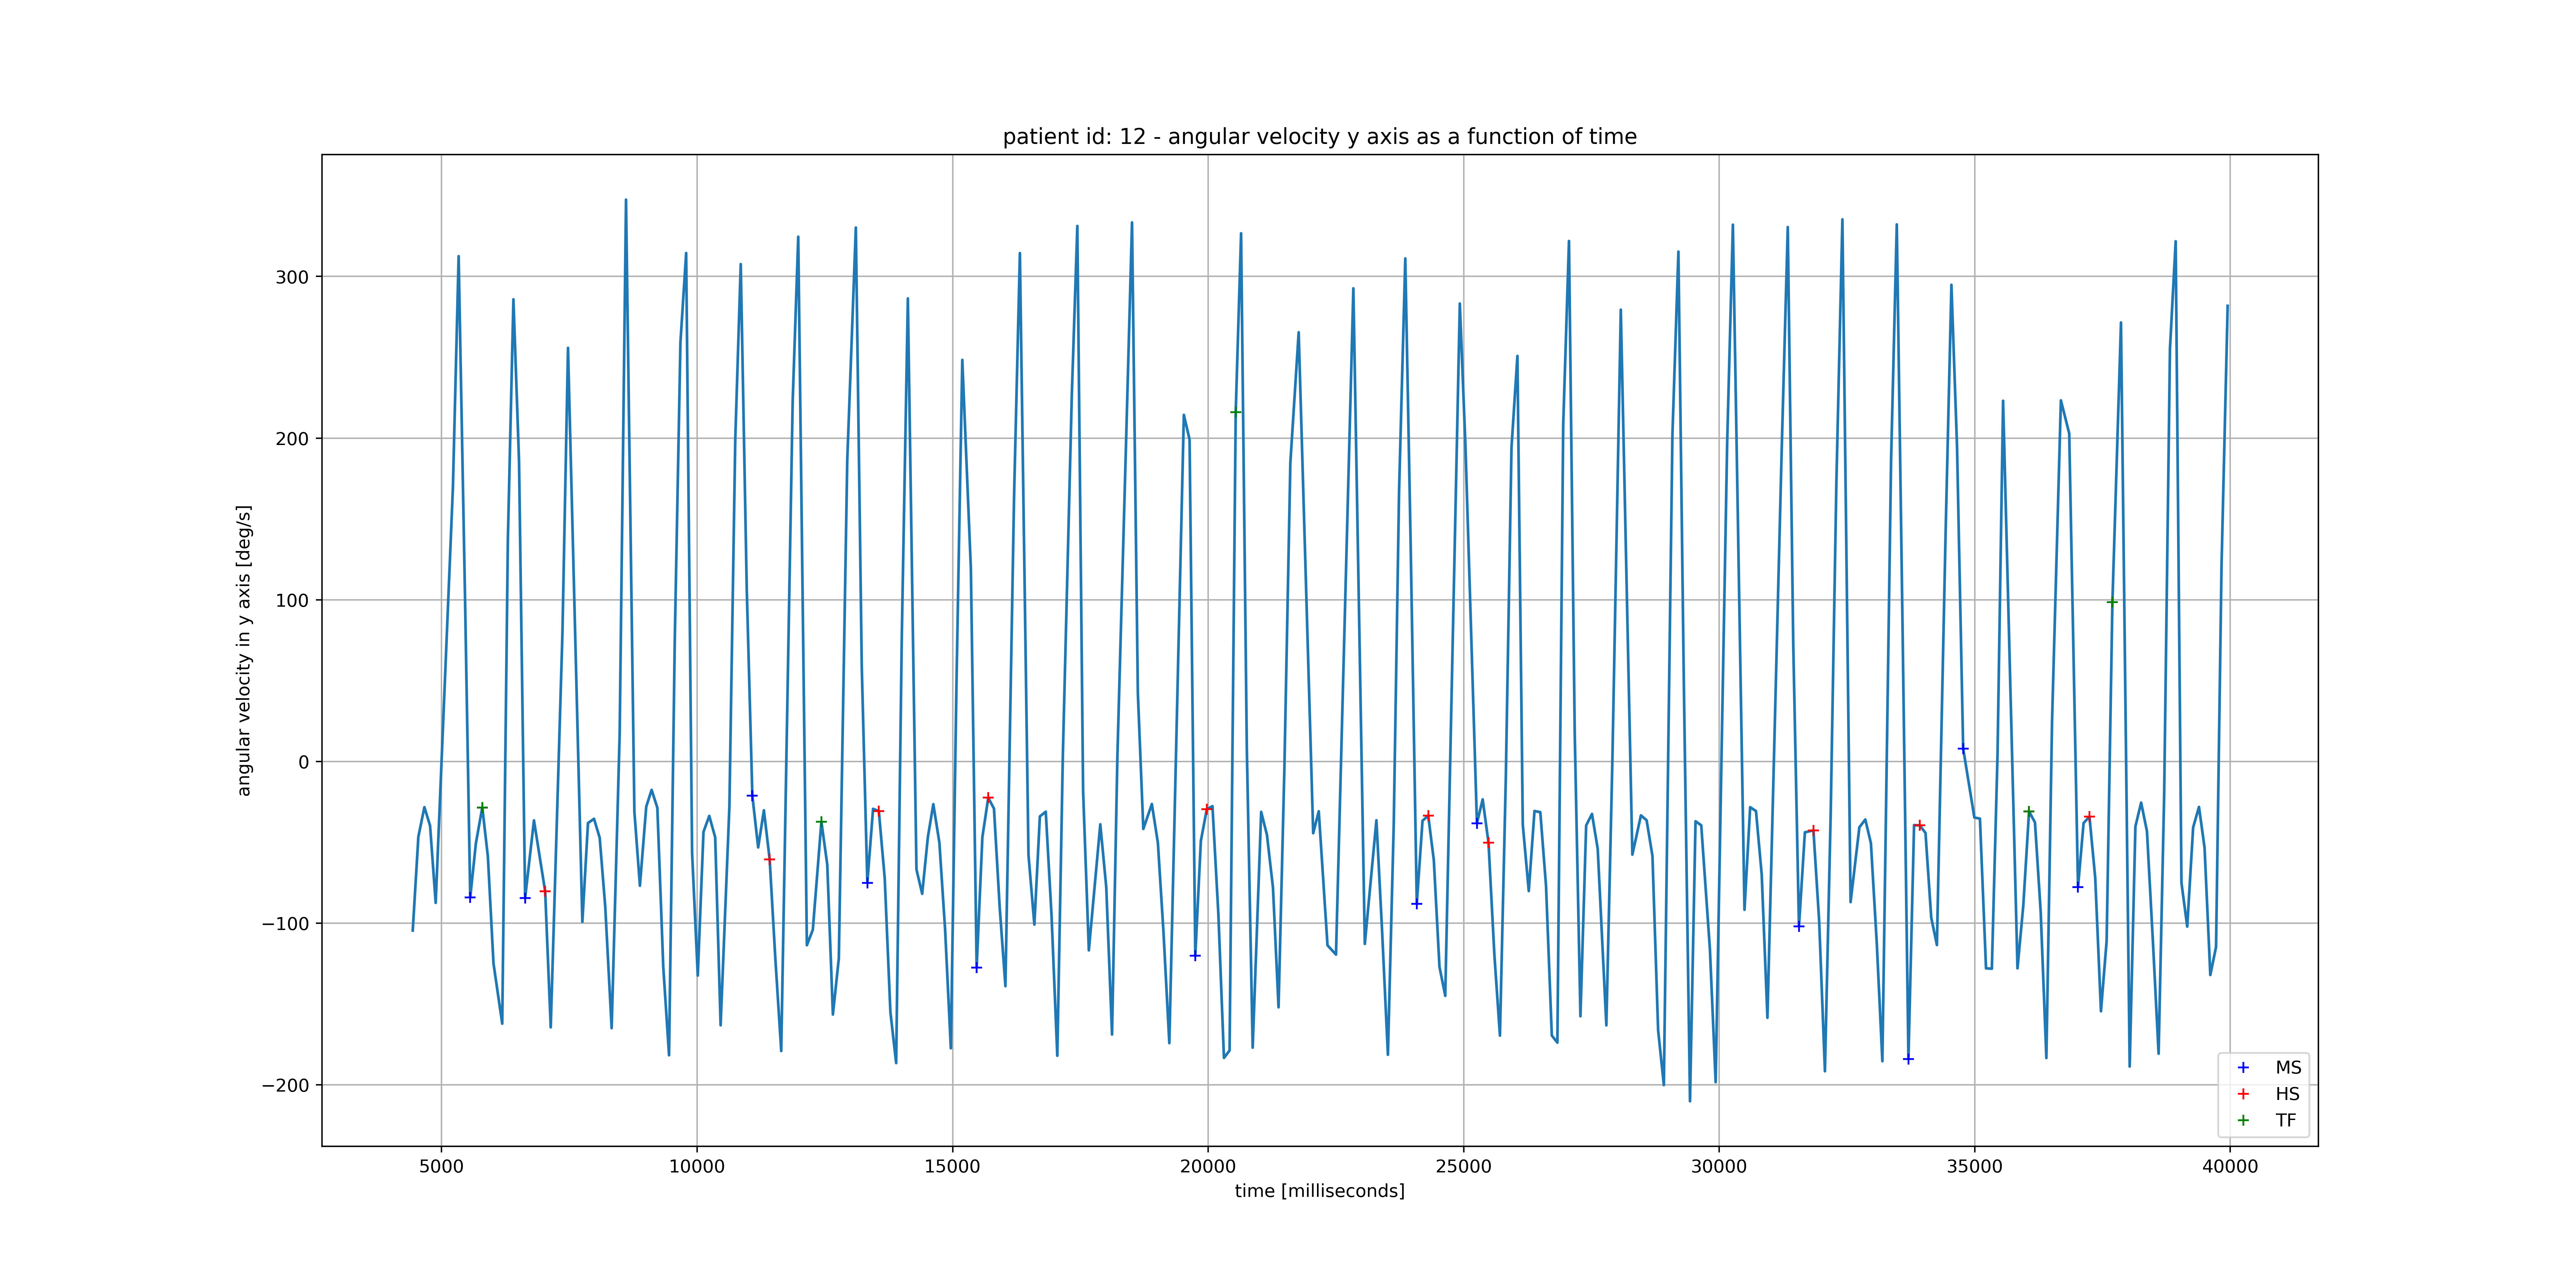 patient id: 12 - angular velocity y axis as a function of time
angular velocity in y axis [deg/s]
300
200
100
0
−100
−200
5000 10000 15000 20000 25000 30000 35000 40000
time [milliseconds]
MS
HS
TF